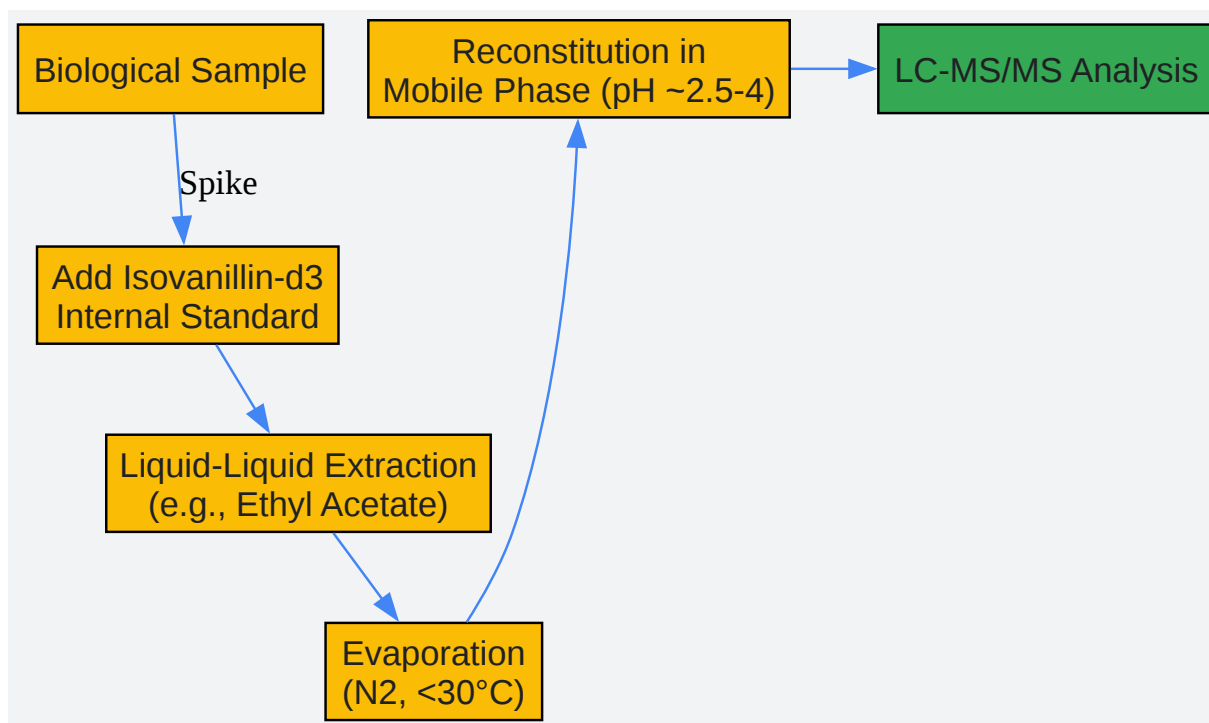 Biological Sample
Spike
Add Isovanillin-d3
Internal Standard
Liquid-Liquid Extraction
(e.g., Ethyl Acetate)
Evaporation
(N2, <30°C)
Reconstitution in
Mobile Phase (pH ~2.5-4)
LC-MS/MS Analysis